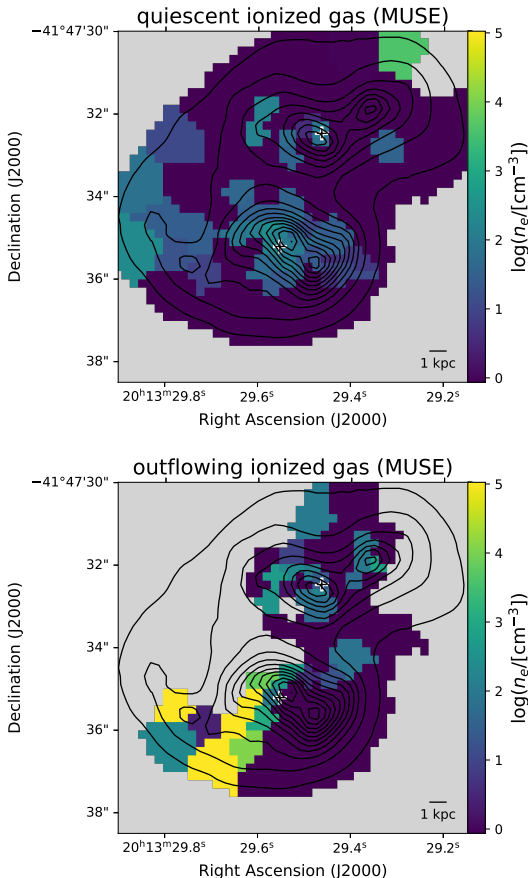 quiescent ionized gas (MUSE)
−41°47'30"
32"
34"
36"
38"
Declination (J2000)
20ʰ13ᵐ29.8ˢ
29.6ˢ
29.4ˢ
29.2ˢ
Right Ascension (J2000)
1 kpc
5
4
3
2
1
0
log(nₑ/[cm⁻³])
outflowing ionized gas (MUSE)
−41°47'30"
32"
34"
36"
38"
Declination (J2000)
20ʰ13ᵐ29.8ˢ
29.6ˢ
29.4ˢ
29.2ˢ
Right Ascension (J2000)
1 kpc
5
4
3
2
1
0
log(nₑ/[cm⁻³])